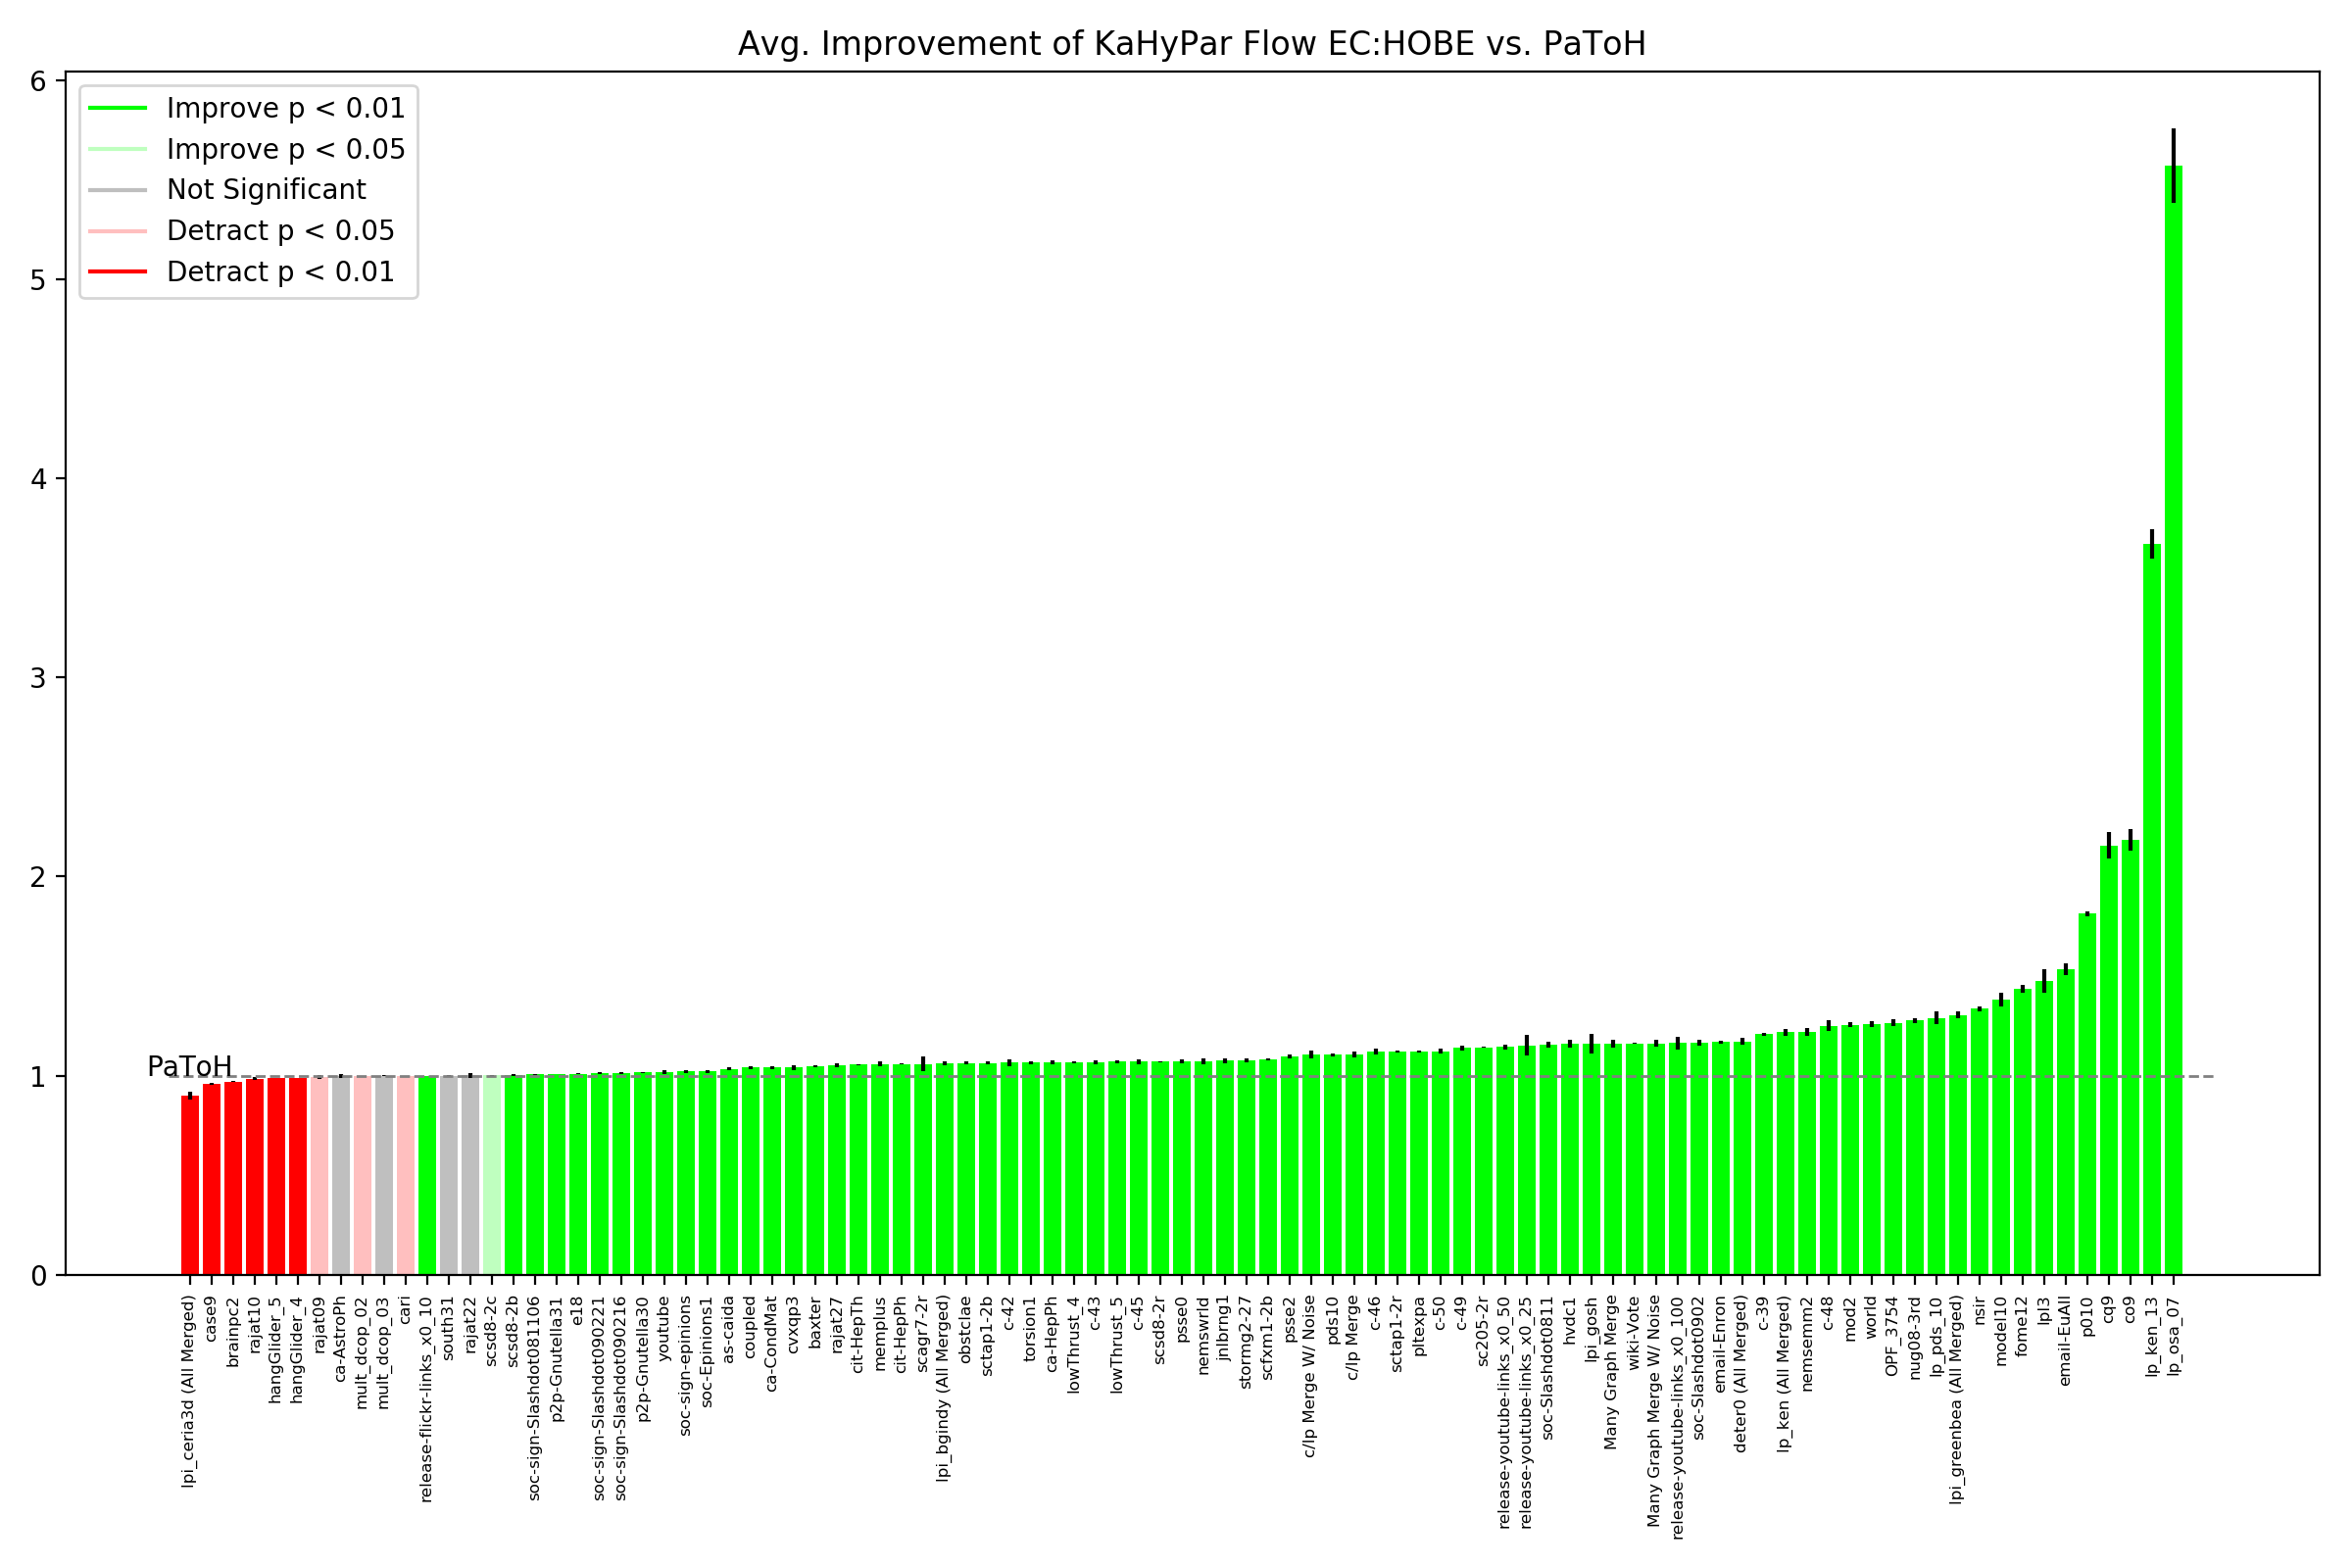 Avg. Improvement of KaHyPar Flow EC:HOBE vs. PaToH
6
5
4
3
2
1
0
Improve p < 0.01
Improve p < 0.05
Not Significant
Detract p < 0.05
Detract p < 0.01
PaToH
lpi_ceria3d (All Merged)
case9
brainpc2
rajat10
hangGlider_5
hangGlider_4
rajat09
ca-AstroPh
mult_dcop_02
mult_dcop_03
cari
release-flickr-links_x0_10
south31
rajat22
scsd8-2c
scsd8-2b
soc-sign-Slashdot081106
p2p-Gnutella31
e18
soc-sign-Slashdot090221
soc-sign-Slashdot090216
p2p-Gnutella30
youtube
soc-sign-epinions
soc-Epinions1
as-caida
coupled
ca-CondMat
cvxqp3
baxter
rajat27
cit-HepTh
memplus
cit-HepPh
scagr7-2r
lpi_bgindy (All Merged)
obstclae
sctap1-2b
c-42
torsion1
ca-HepPh
lowThrust_4
c-43
lowThrust_5
c-45
scsd8-2r
psse0
nemswrld
jnlbrng1
stormg2-27
scfxm1-2b
psse2
c/lp Merge W/ Noise
pds10
c/lp Merge
c-46
sctap1-2r
pltexpa
c-50
c-49
sc205-2r
release-youtube-links_x0_50
release-youtube-links_x0_25
soc-Slashdot0811
hvdc1
lpi_gosh
Many Graph Merge
wiki-Vote
Many Graph Merge W/ Noise
release-youtube-links_x0_100
soc-Slashdot0902
email-Enron
deter0 (All Merged)
c-39
lp_ken (All Merged)
nemsemm2
c-48
mod2
world
OPF_3754
nug08-3rd
lp_pds_10
lpi_greenbea (All Merged)
nsir
model10
fome12
lpl3
email-EuAll
p010
cq9
co9
lp_ken_13
lp_osa_07